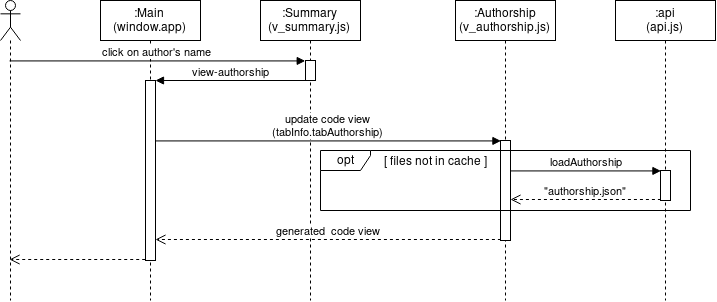 :Main
(window.app)
:Summary
(v_summary.js)
:Authorship
(v_authorship.js)
:api
(api.js)
click on author's name
view-authorship
update code view
(tabInfo.tabAuthorship)
opt
[ files not in cache ]
loadAuthorship
"authorship.json"
generated code view